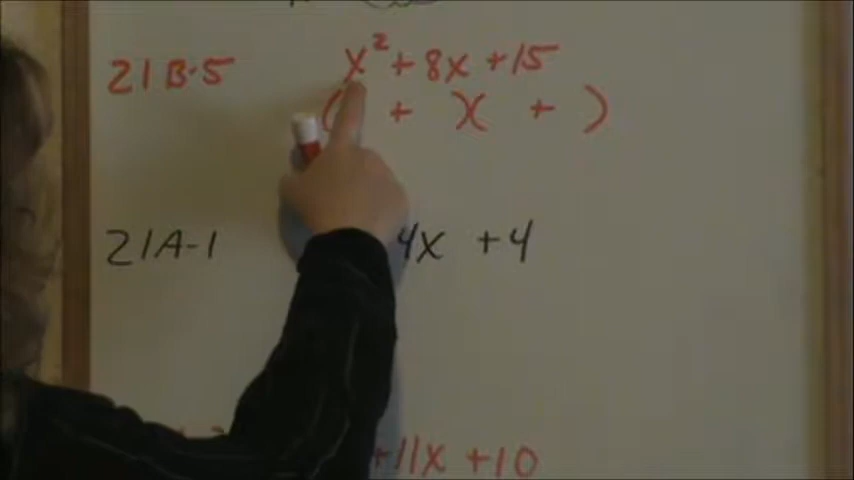 21B-5 x² + 8x + 15
( + )( + )
21A-1 4x + 4
+ 11x + 10